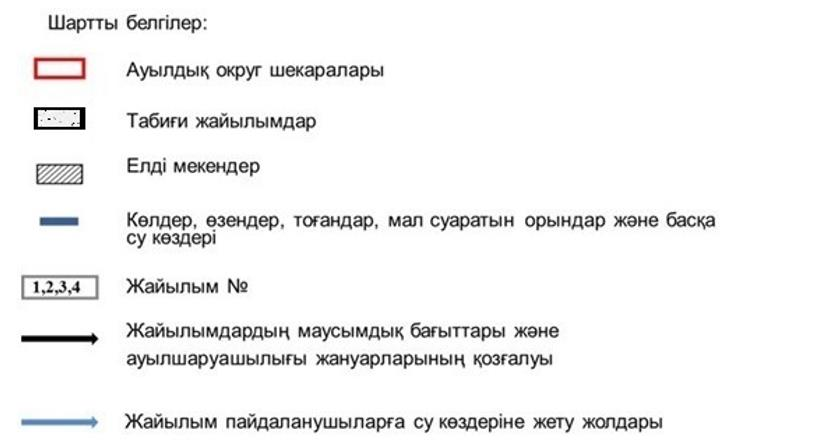 Шартты белгілер:
Ауылдық округ шекаралары
Табиғи жайылымдар
Елді мекендер
Көлдер, өзендер, тоғандар, мал суаратын орындар және басқа
су көздері
1,2,3,4 Жайылым №
Жайылымдардың маусымдық бағыттары және
ауылшаруашылығы жануарларының қозғалуы
Жайылым пайдаланушыларға су көздеріне жету жолдары